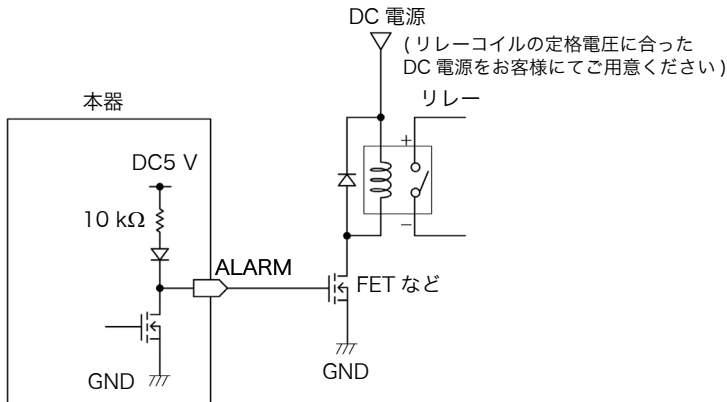 DC 電源
( リレーコイルの定格電圧に合った
DC 電源をお客様にてご用意ください )
リレー
本器
+
DC5 V
10 kΩ
−
ALARM
FET など
GND
GND